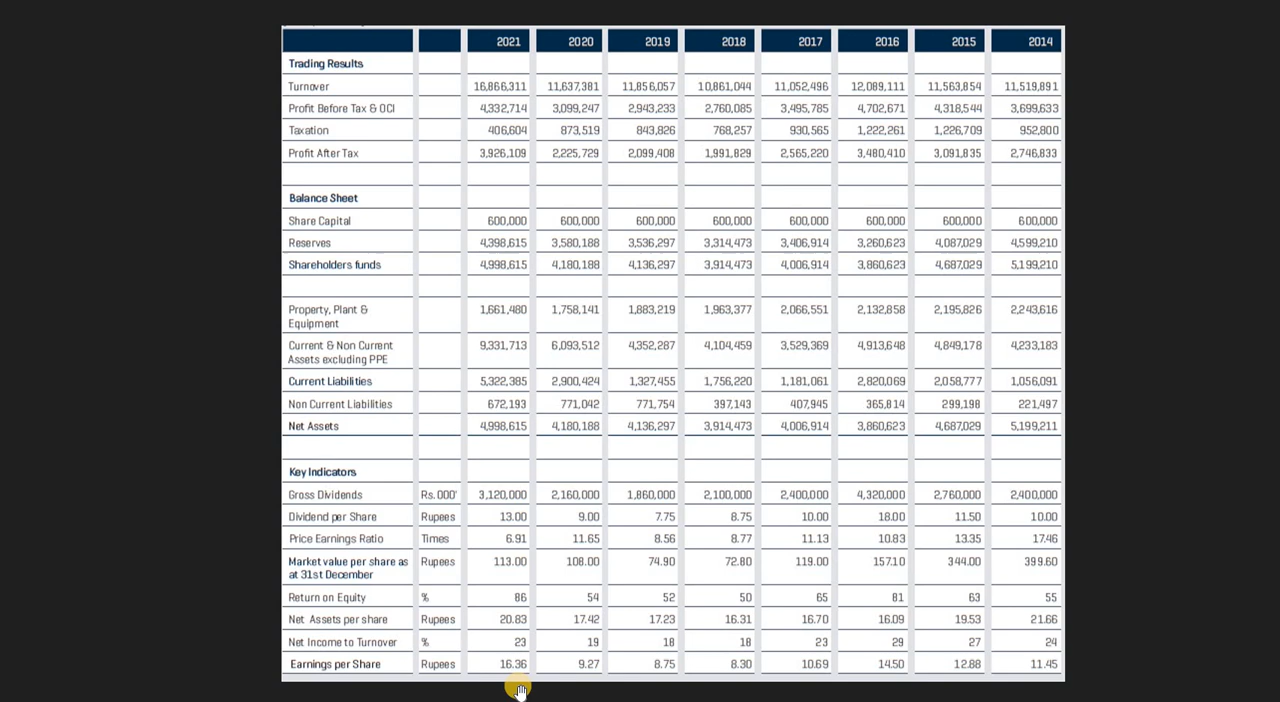 2021 2020 2019 2018 2017 2016 2015 2014
Trading Results
Turnover 16,866,311 11,637,381 11,856,057 10,861,044 11,052,496 12,089,111 11,563,854 11,519,891
Profit Before Tax & OCI 4,332,714 3,099,247 2,943,233 2,760,085 3,495,785 4,702,671 4,318,544 3,699,633
Taxation 406,604 873,519 843,826 768,257 930,565 1,222,261 1,226,709 952,800
Profit After Tax 3,926,109 2,225,729 2,099,408 1,991,829 2,565,220 3,480,410 3,091,835 2,746,833
Balance Sheet
Share Capital 600,000 600,000 600,000 600,000 600,000 600,000 600,000 600,000
Reserves 4,398,615 3,580,188 3,536,297 3,314,473 3,406,914 3,260,623 4,087,029 4,599,210
Shareholders funds 4,998,615 4,180,188 4,136,297 3,914,473 4,006,914 3,860,623 4,687,029 5,199,210
Property, Plant & 1,661,480 1,758,141 1,883,219 1,963,377 2,066,551 2,132,858 2,195,826 2,243,616
Equipment
Current & Non Current 9,331,713 6,093,512 4,352,287 4,104,459 3,529,369 4,913,648 4,849,178 4,233,183
Assets excluding PPE
Current Liabilities 5,322,385 2,900,424 1,327,455 1,756,220 1,181,061 2,820,069 2,058,777 1,056,091
Non Current Liabilities 672,193 771,042 771,754 397,143 407,945 365,814 299,198 221,497
Net Assets 4,998,615 4,180,188 4,136,297 3,914,473 4,006,914 3,860,623 4,687,029 5,199,211
Key Indicators
Gross Dividends Rs.000' 3,120,000 2,160,000 1,860,000 2,100,000 2,400,000 4,320,000 2,760,000 2,400,000
Dividend per Share Rupees 13.00 9.00 7.75 8.75 10.00 18.00 11.50 10.00
Price Earnings Ratio Times 6.91 11.65 8.56 8.77 11.13 10.83 13.35 17.46
Market value per share as Rupees 113.00 108.00 74.90 72.80 119.00 157.10 344.00 399.60
at 31st December
Return on Equity % 86 54 52 50 65 81 63 55
Net Assets per share Rupees 20.83 17.42 17.23 16.31 16.70 16.09 19.53 21.66
Net Income to Turnover % 23 19 18 18 23 29 27 24
Earnings per Share Rupees 16.36 9.27 8.75 8.30 10.69 14.50 12.88 11.45